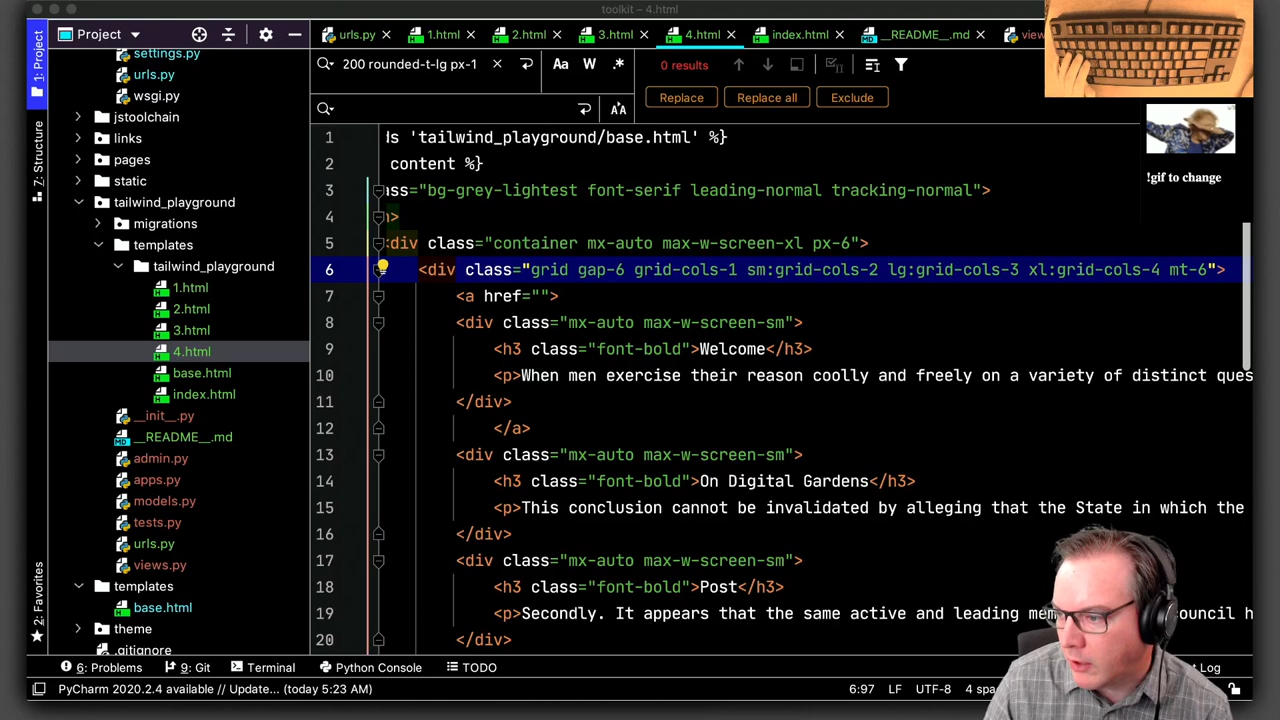 toolkit – 4.html
Project
urls.py
1.html
2.html
3.html
4.html
index.html
__README__.md
200 rounded-t-lg px-1
Aa W .*
0 results
Replace
Replace all
Exclude
!gif to change
1: Project
7: Structure
2: Favorites
settings.py
urls.py
wsgi.py
jstoolchain
links
pages
static
tailwind_playground
migrations
templates
tailwind_playground
1.html
2.html
3.html
4.html
base.html
index.html
__init__.py
__README__.md
admin.py
apps.py
models.py
tests.py
urls.py
views.py
templates
base.html
theme
.gitignore
1 ds 'tailwind_playground/base.html' %}
2 content %}
3 ass="bg-grey-lightest font-serif leading-normal tracking-normal">
4 >
5 <div class="container mx-auto max-w-screen-xl px-6">
6 <div class="grid gap-6 grid-cols-1 sm:grid-cols-2 lg:grid-cols-3 xl:grid-cols-4 mt-6">
7 <a href="">
8 <div class="mx-auto max-w-screen-sm">
9 <h3 class="font-bold">Welcome</h3>
10 <p>When men exercise their reason coolly and freely on a variety of distinct ques
11 </div>
12 </a>
13 <div class="mx-auto max-w-screen-sm">
14 <h3 class="font-bold">On Digital Gardens</h3>
15 <p>This conclusion cannot be invalidated by alleging that the State in which the
16 </div>
17 <div class="mx-auto max-w-screen-sm">
18 <h3 class="font-bold">Post</h3>
19 <p>Secondly. It appears that the same active and leading mem ouncil h
20 </div>
6: Problems
9: Git
Terminal
Python Console
TODO
Log
PyCharm 2020.2.4 available // Update... (today 5:23 AM)
6:97
LF
UTF-8
4 spa